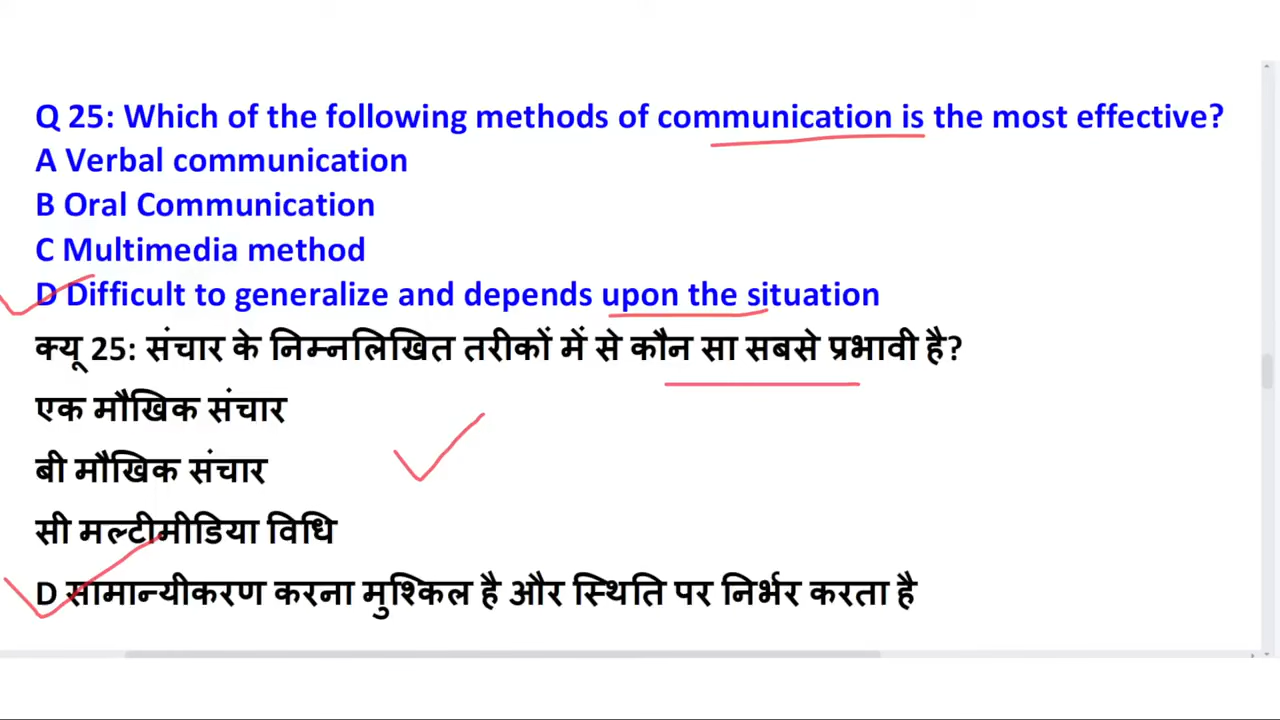 Q 25: Which of the following methods of communication is the most effective?
A Verbal communication
B Oral Communication
C Multimedia method
D Difficult to generalize and depends upon the situation
क्यू 25: संचार के निम्नलिखित तरीकों में से कौन सा सबसे प्रभावी है?
एक मौखिक संचार
बी मौखिक संचार
सी मल्टीमीडिया विधि
D सामान्यीकरण करना मुश्किल है और स्थिति पर निर्भर करता है